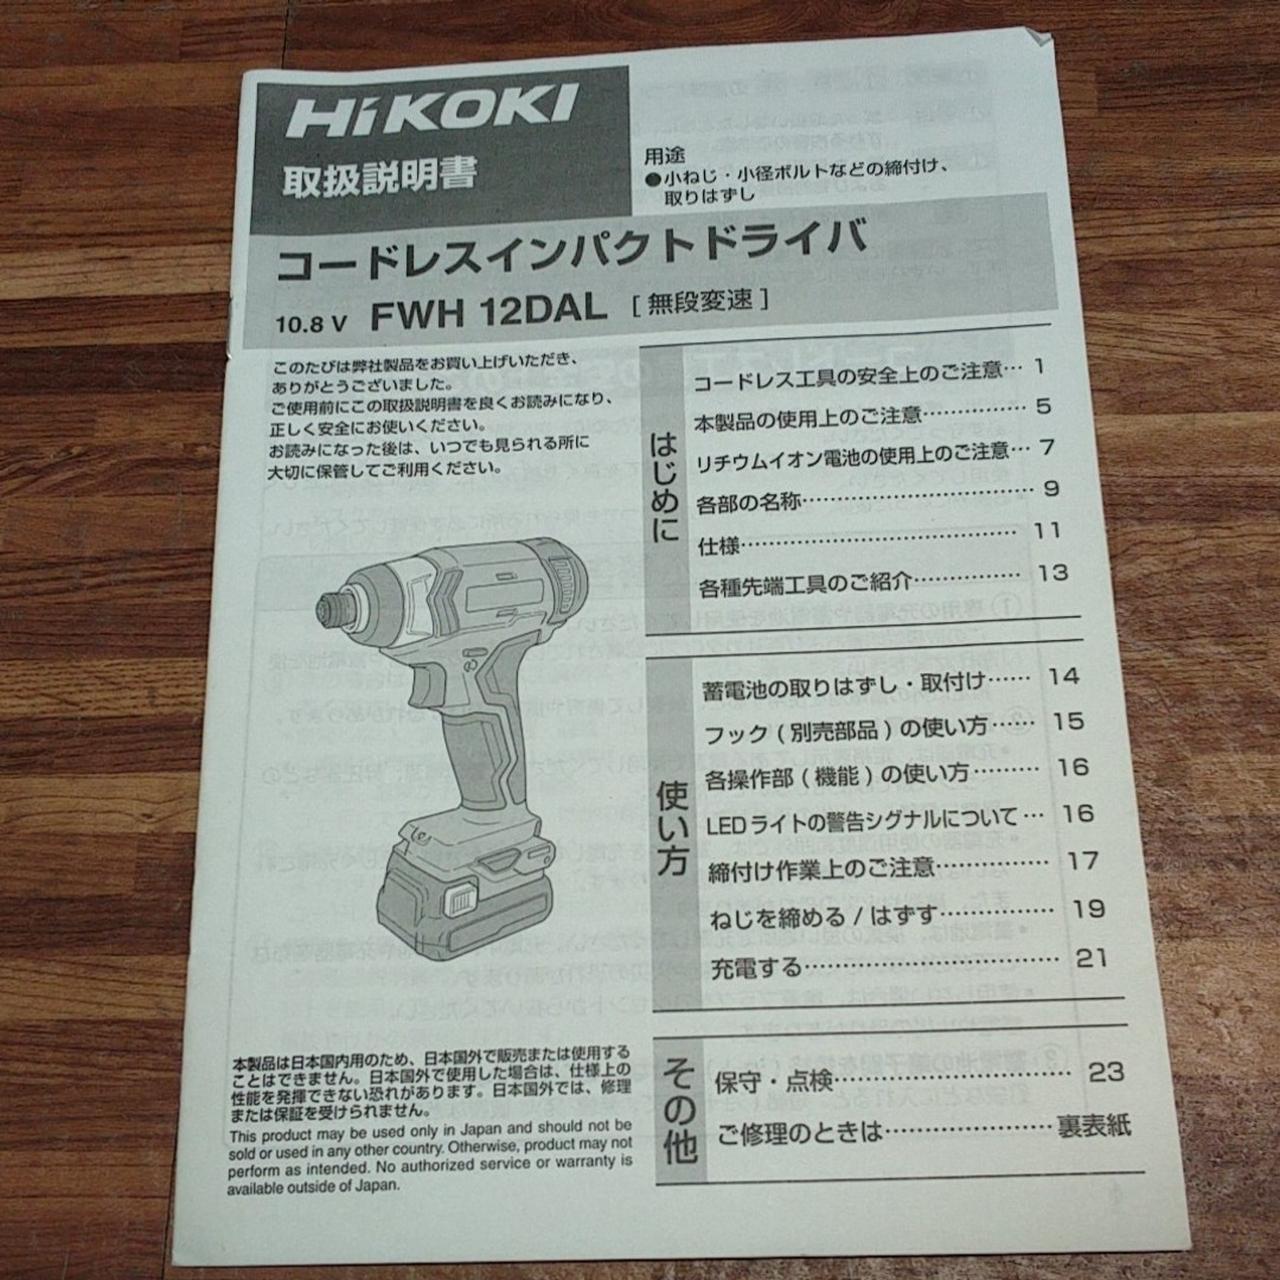 HiKOKI
取扱説明書
用途
●小ねじ・小径ボルトなどの締付け、
取りはずし
コードレスインパクトドライバ
10.8 V FWH 12DAL [無段変速]
このたびは弊社製品をお買い上げいただき、
ありがとうございました。
ご使用前にこの取扱説明書を良くお読みになり、
正しく安全にお使いください。
お読みになった後は、いつでも見られる所に
大切に保管してご利用ください。
はじめに
コードレス工具の安全上のご注意… 1
本製品の使用上のご注意…………… 5
リチウムイオン電池の使用上のご注意… 7
各部の名称…………………………… 9
仕様…………………………………… 11
各種先端工具のご紹介…………… 13
使い方
蓄電池の取りはずし・取付け…… 14
フック(別売部品)の使い方…… 15
各操作部(機能)の使い方……… 16
LEDライトの警告シグナルについて… 16
締付け作業上のご注意…………… 17
ねじを締める/はずす…………… 19
充電する………………………………… 21
その他
保守・点検……………………………… 23
ご修理のときは………………… 裏表紙
本製品は日本国内用のため、日本国外で販売または使用する
ことはできません。日本国外で使用した場合は、仕様上の
性能を発揮できない恐れがあります。日本国外では、修理
または保証を受けられません。
This product may be used only in Japan and should not be
sold or used in any other country. Otherwise, product may not
perform as intended. No authorized service or warranty is
available outside of Japan.